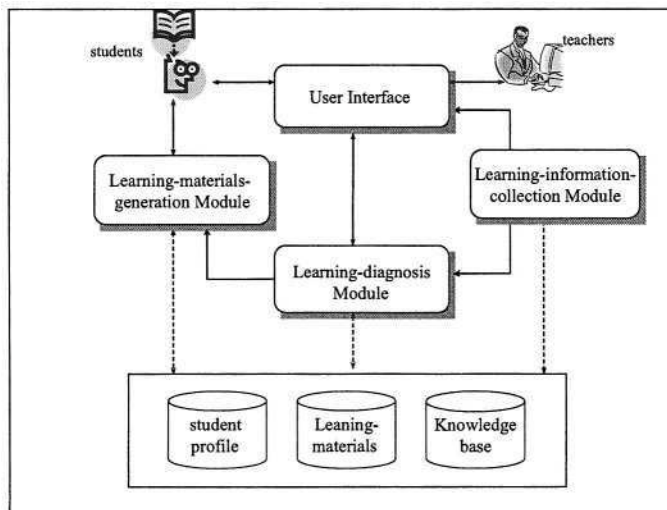 students
teachers
User Interface
Learning-materials-
generation Module
Learning-information-
collection Module
Learning-diagnosis
Module
student
profile
Leaning-
materials
Knowledge
base